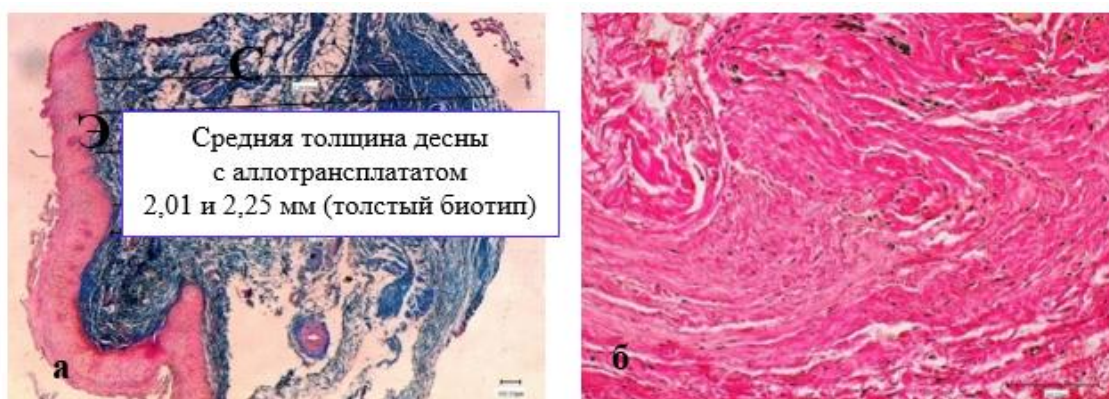 С
Э
Средняя толщина десны
с аллотрансплататом
2,01 и 2,25 мм (толстый биотип)
а
б